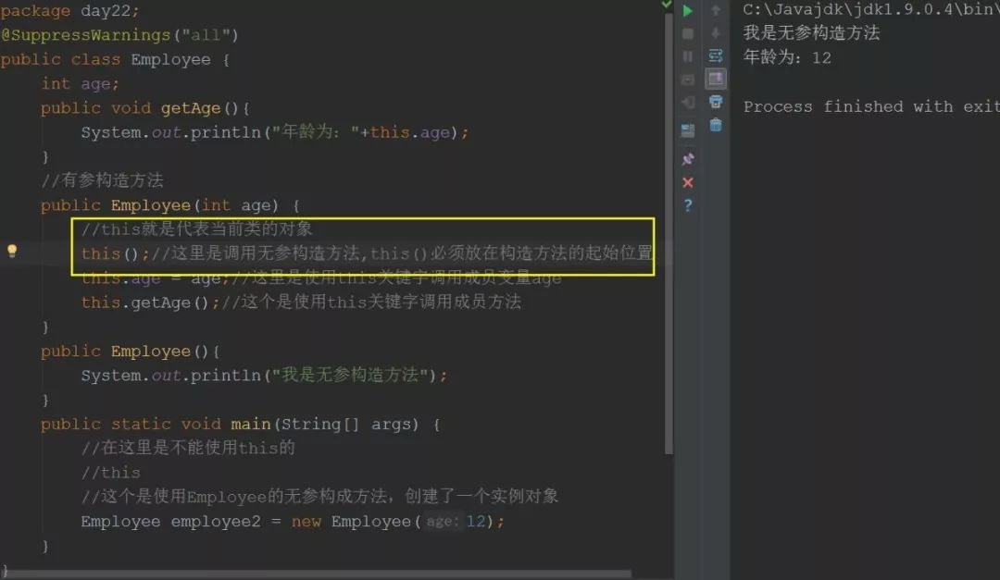 package day22;
@SuppressWarnings("all")
public class Employee {
int age;
public void getAge(){
System.out.println("年龄为："+this.age);
}
//有参构造方法
public Employee(int age) {
//this就是代表当前类的对象
this();//这里是调用无参构造方法,this()必须放在构造方法的起始位置
this.age = age;//这里是使用this关键字调用成员变量age
this.getAge();//这个是使用this关键字调用成员方法
}
public Employee(){
System.out.println("我是无参构造方法");
}
public static void main(String[] args) {
//在这里是不能使用this的
//this
//这个是使用Employee的无参构成方法，创建了一个实例对象
Employee employee2 = new Employee( age: 12);
}
}
C:\Javajdk\jdk1.9.0.4\bin\
我是无参构造方法
年龄为：12
Process finished with exit